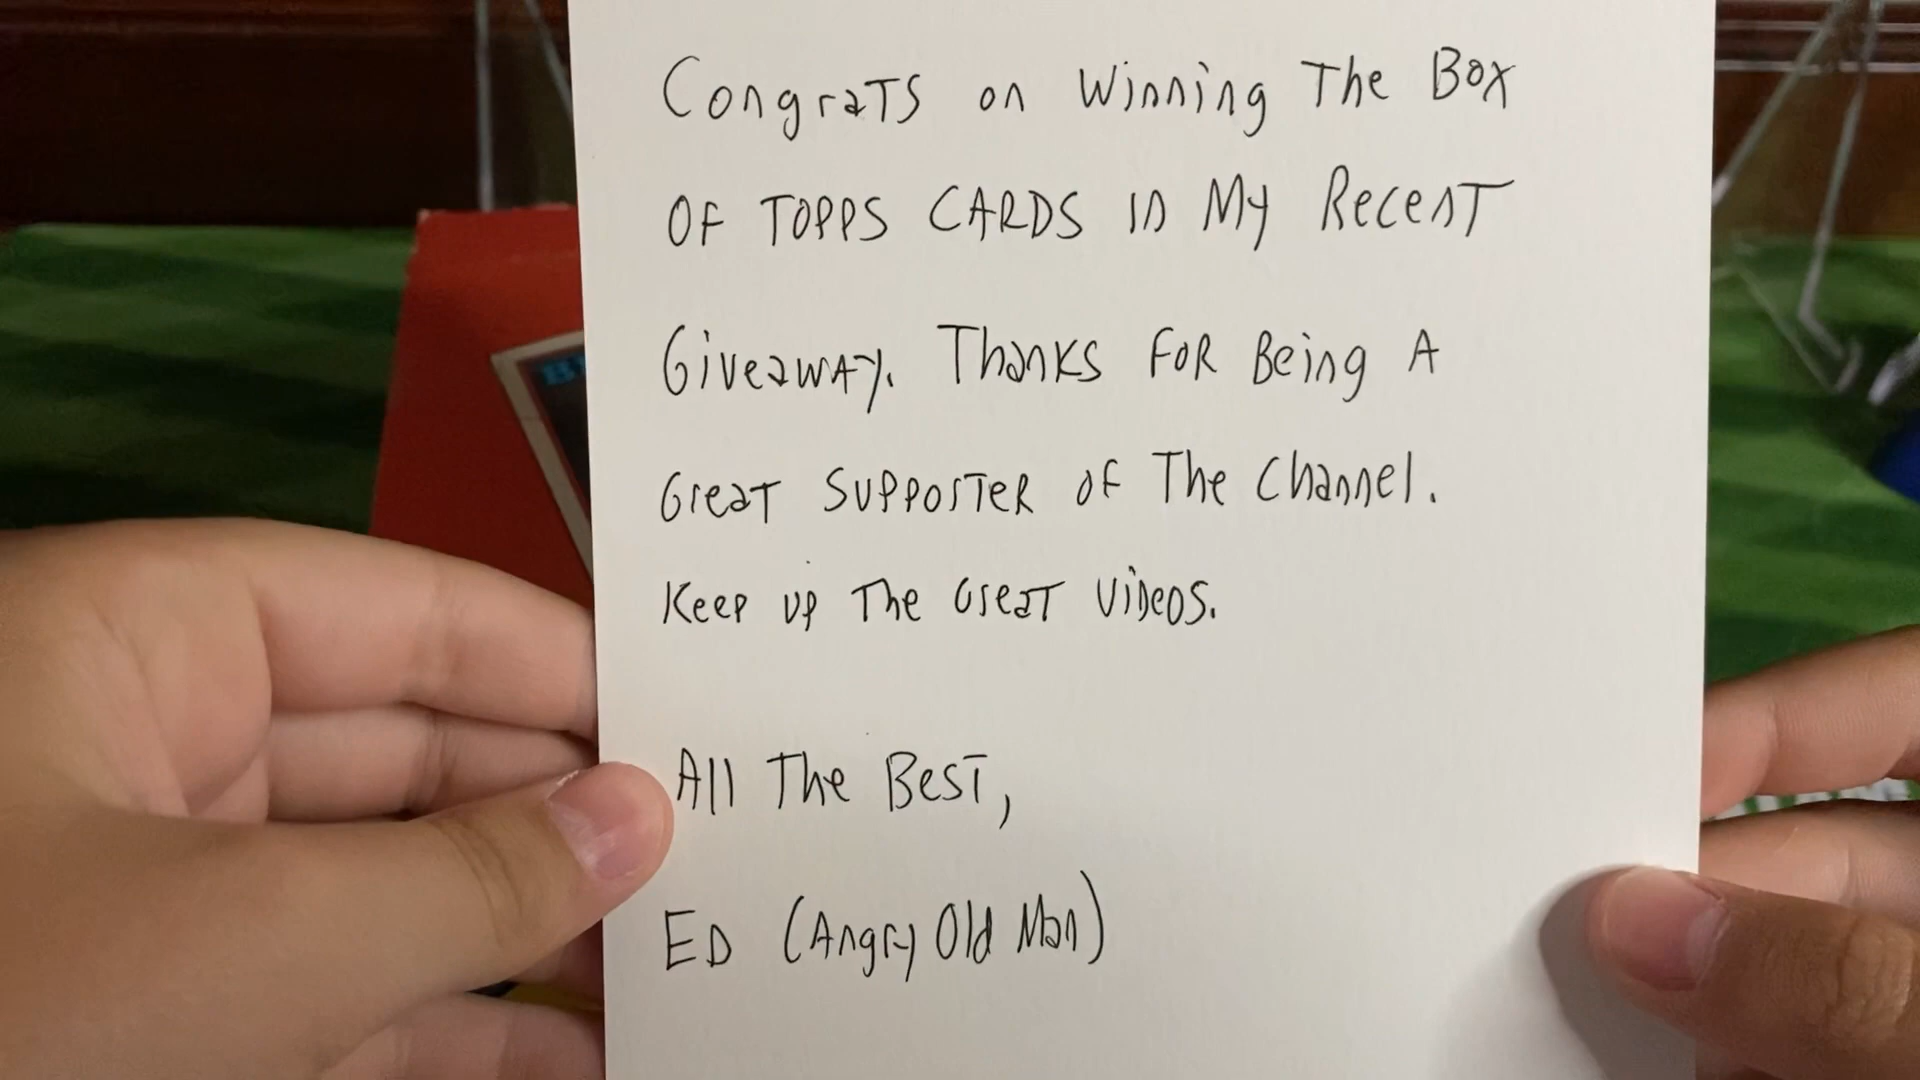 Congrats on Winning The Box
OF TOPPS CARDS in My Recent
Giveaway. Thanks FOR Being A
Great Supporter of The Channel.
Keep up The Great Videos.
All The Best,
ED (Angry Old Man)